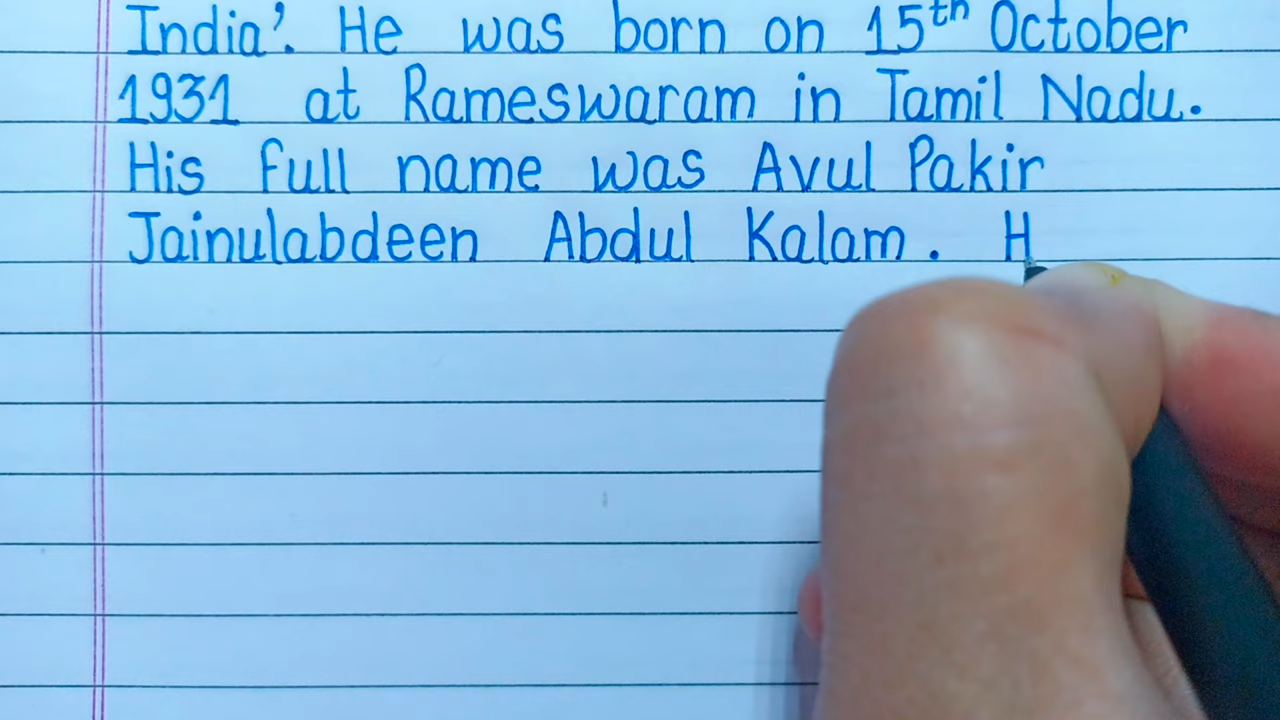 India'. He was born on 15th October
1931 at Rameswaram in Tamil Nadu.
His full name was Avul Pakir
Jainulabdeen Abdul Kalam. H